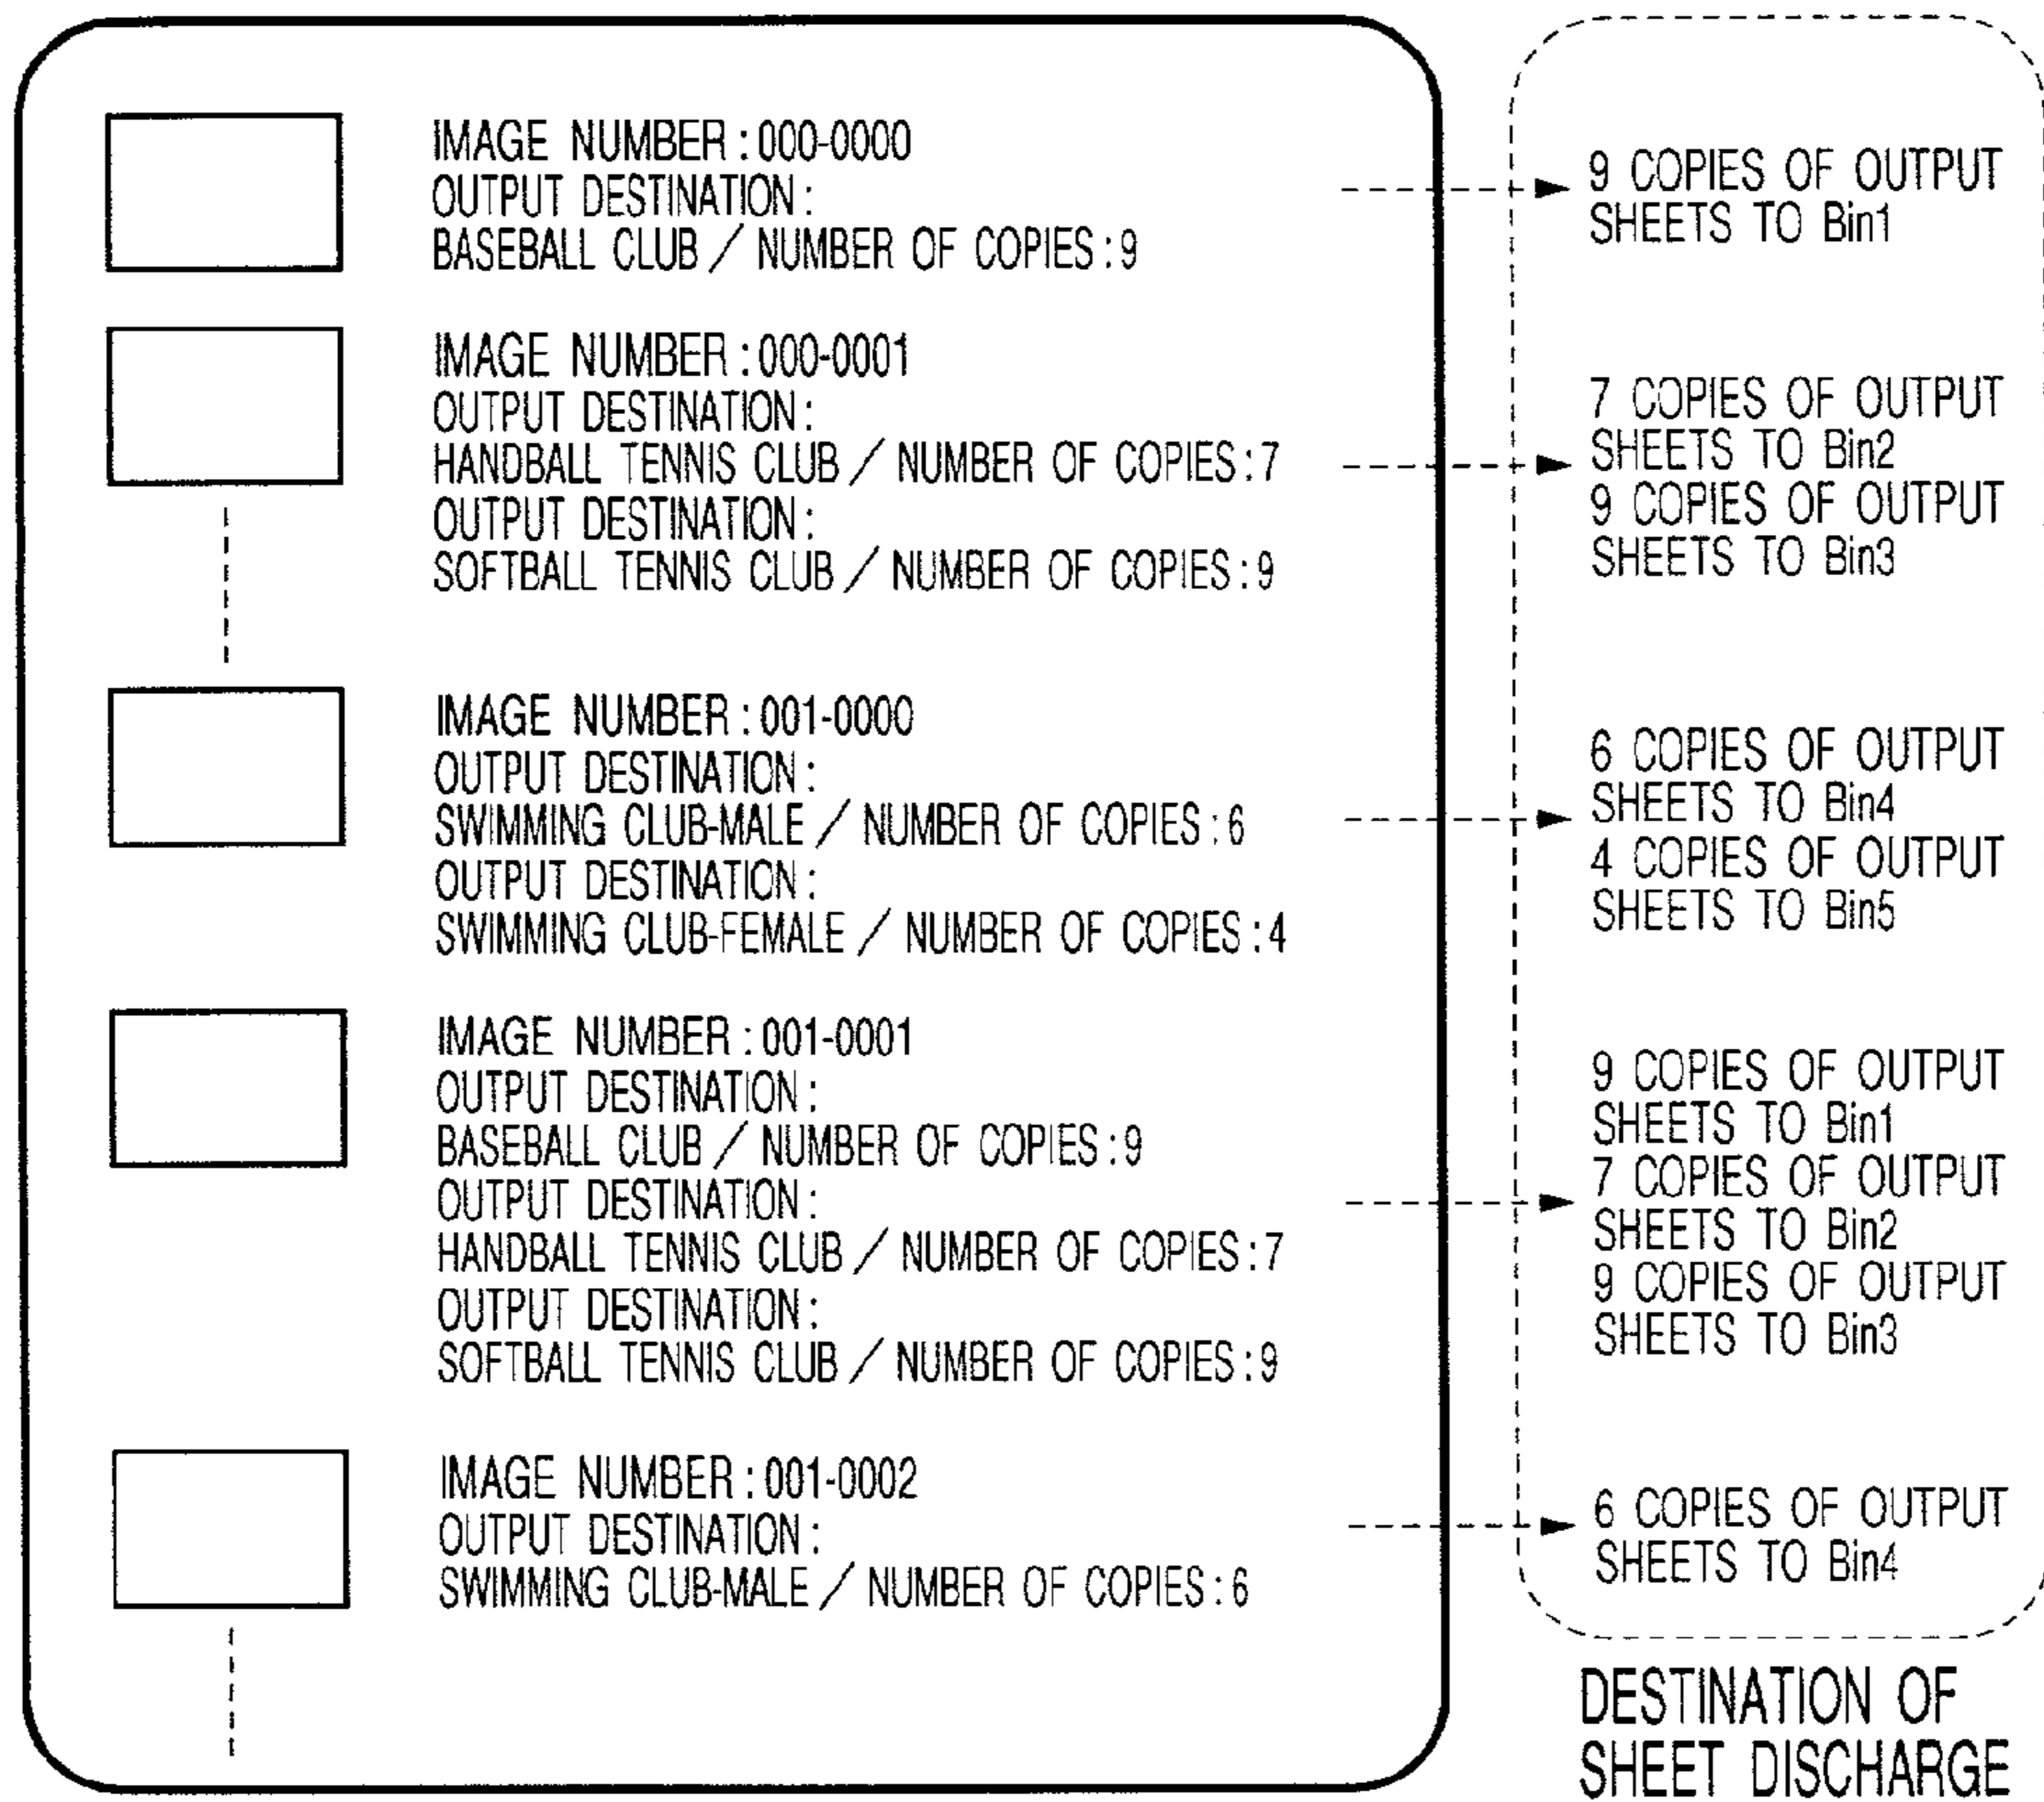 IMAGE NUMBER : 000-0000
OUTPUT DESTINATION :
BASEBALL CLUB / NUMBER OF COPIES : 9
9 COPIES OF OUTPUT
SHEETS TO Bin1
IMAGE NUMBER : 000-0001
OUTPUT DESTINATION :
HANDBALL TENNIS CLUB / NUMBER OF COPIES : 7
OUTPUT DESTINATION :
SOFTBALL TENNIS CLUB / NUMBER OF COPIES : 9
7 COPIES OF OUTPUT
SHEETS TO Bin2
9 COPIES OF OUTPUT
SHEETS TO Bin3
IMAGE NUMBER : 001-0000
OUTPUT DESTINATION :
SWIMMING CLUB-MALE / NUMBER OF COPIES : 6
OUTPUT DESTINATION :
SWIMMING CLUB-FEMALE / NUMBER OF COPIES : 4
6 COPIES OF OUTPUT
SHEETS TO Bin4
4 COPIES OF OUTPUT
SHEETS TO Bin5
IMAGE NUMBER : 001-0001
OUTPUT DESTINATION :
BASEBALL CLUB / NUMBER OF COPIES : 9
OUTPUT DESTINATION :
HANDBALL TENNIS CLUB / NUMBER OF COPIES : 7
OUTPUT DESTINATION :
SOFTBALL TENNIS CLUB / NUMBER OF COPIES : 9
9 COPIES OF OUTPUT
SHEETS TO Bin1
7 COPIES OF OUTPUT
SHEETS TO Bin2
9 COPIES OF OUTPUT
SHEETS TO Bin3
IMAGE NUMBER : 001-0002
OUTPUT DESTINATION :
SWIMMING CLUB-MALE / NUMBER OF COPIES : 6
6 COPIES OF OUTPUT
SHEETS TO Bin4
DESTINATION OF
SHEET DISCHARGE